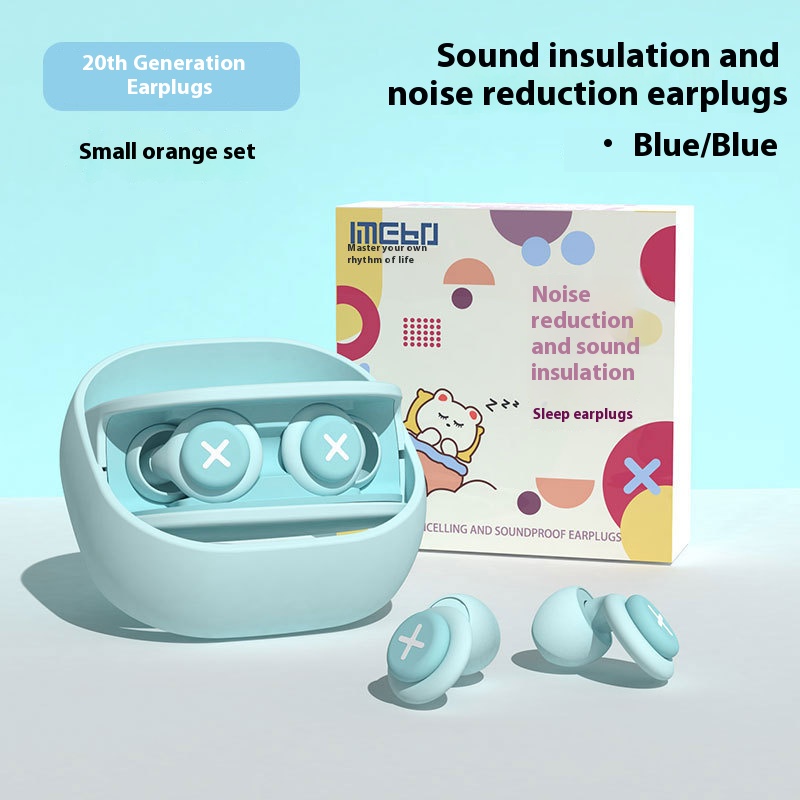 20th Generation
Earplugs
Small orange set
Sound insulation and
noise reduction earplugs
• Blue/Blue
Master your own
rhythm of life
Noise
reduction
and sound
insulation
zzz
Sleep earplugs
CELLING AND SOUNDPROOF EARPLUGS